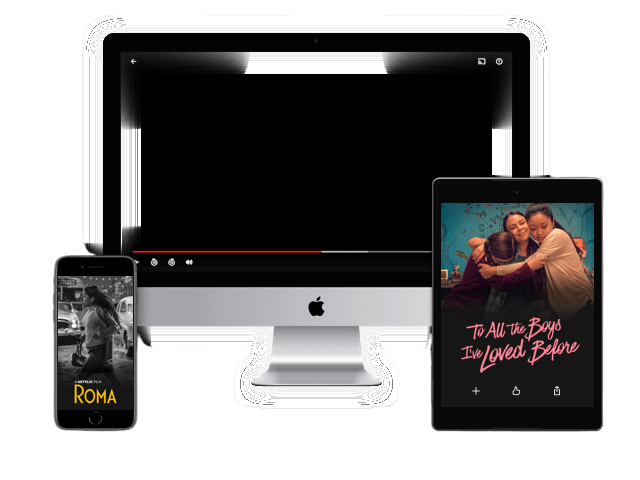 A NETFLIX FILM
ROMA
To All the Boys
I've Loved Before